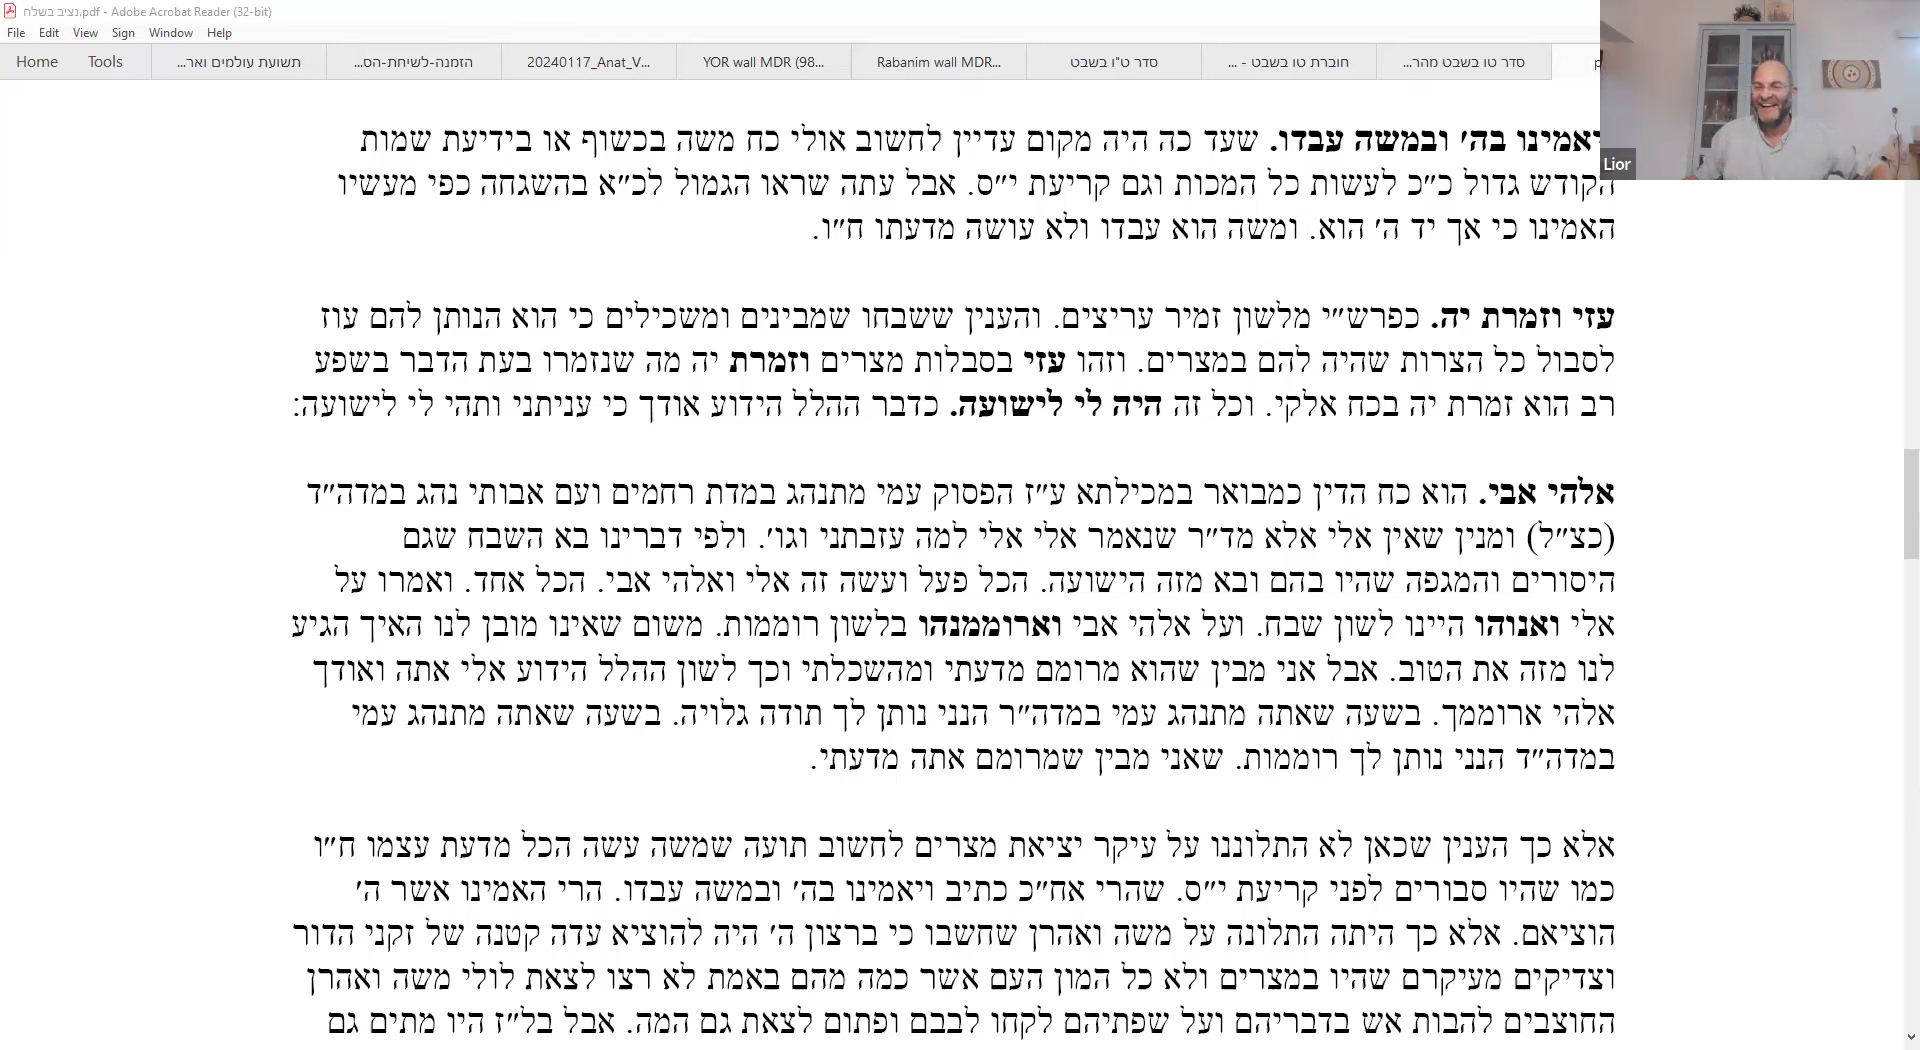 נציב בשלח.pdf - Adobe Acrobat Reader (32-bit)
File Edit View Sign Window Help
Home Tools תשועת עולמים ואר... הזמנה-לשיחת-הס... 20240117_Anat_V... YOR wall MDR (98... Rabanim wall MDR... סדר ט"ו בשבט חוברת טו בשבט - ... סדר טו בשבט מהר...
Lior
ויאמינו בה' ובמשה עבדו. שעד כה היה מקום עדיין לחשוב אולי כח משה בכשוף או בידיעת שמות
הקודש גדול כ"כ לעשות כל המכות וגם קריעת י"ס. אבל עתה שראו הגמול לכ"א בהשגחה כפי מעשיו
האמינו כי אך יד ה' הוא. ומשה הוא עבדו ולא עושה מדעתו ח"ו.
עזי וזמרת יה. כפרש"י מלשון זמיר עריצים. והענין ששבחו שמבינים ומשכילים כי הוא הנותן להם עוז
לסבול כל הצרות שהיה להם במצרים. וזהו עזי בסבלות מצרים וזמרת יה מה שנזמרו בעת הדבר בשפע
רב הוא זמרת יה בכח אלקי. וכל זה היה לי לישועה. כדבר ההלל הידוע אודך כי עניתני ותהי לי לישועה:
אלהי אבי. הוא כח הדין כמבואר במכילתא ע"ז הפסוק עמי מתנהג במדת רחמים ועם אבותי נהג במדה"ד
(כצ"ל) ומנין שאין אלי אלא מד"ר שנאמר אלי אלי למה עזבתני וגו'. ולפי דברינו בא השבח שגם
היסורים והמגפה שהיו בהם ובא מזה הישועה. הכל פעל ועשה זה אלי ואלהי אבי. הכל אחד. ואמרו על
אלי ואנוהו היינו לשון שבח. ועל אלהי אבי וארוממנהו בלשון רוממות. משום שאינו מובן לנו האיך הגיע
לנו מזה את הטוב. אבל אני מבין שהוא מרומם מדעתי ומהשכלתי וכך לשון ההלל הידוע אלי אתה ואודך
אלהי ארוממך. בשעה שאתה מתנהג עמי במדה"ר הנני נותן לך תודה גלויה. בשעה שאתה מתנהג עמי
במדה"ד הנני נותן לך רוממות. שאני מבין שמרומם אתה מדעתי.
אלא כך הענין שכאן לא התלוננו על עיקר יציאת מצרים לחשוב תועה שמשה עשה הכל מדעת עצמו ח"ו
כמו שהיו סבורים לפני קריעת י"ס. שהרי אח"כ כתיב ויאמינו בה' ובמשה עבדו. הרי האמינו אשר ה'
הוציאם. אלא כך היתה התלונה על משה ואהרן שחשבו כי ברצון ה' היה להוציא עדה קטנה של זקני הדור
וצדיקים מעיקרם שהיו במצרים ולא כל המון העם אשר כמה מהם באמת לא רצו לצאת לולי משה ואהרן
החוצבים להבות אש בדבריהם ועל שפתיהם לקחו לבבם ופתום לצאת גם המה. אבל בל"ז היו מתים גם